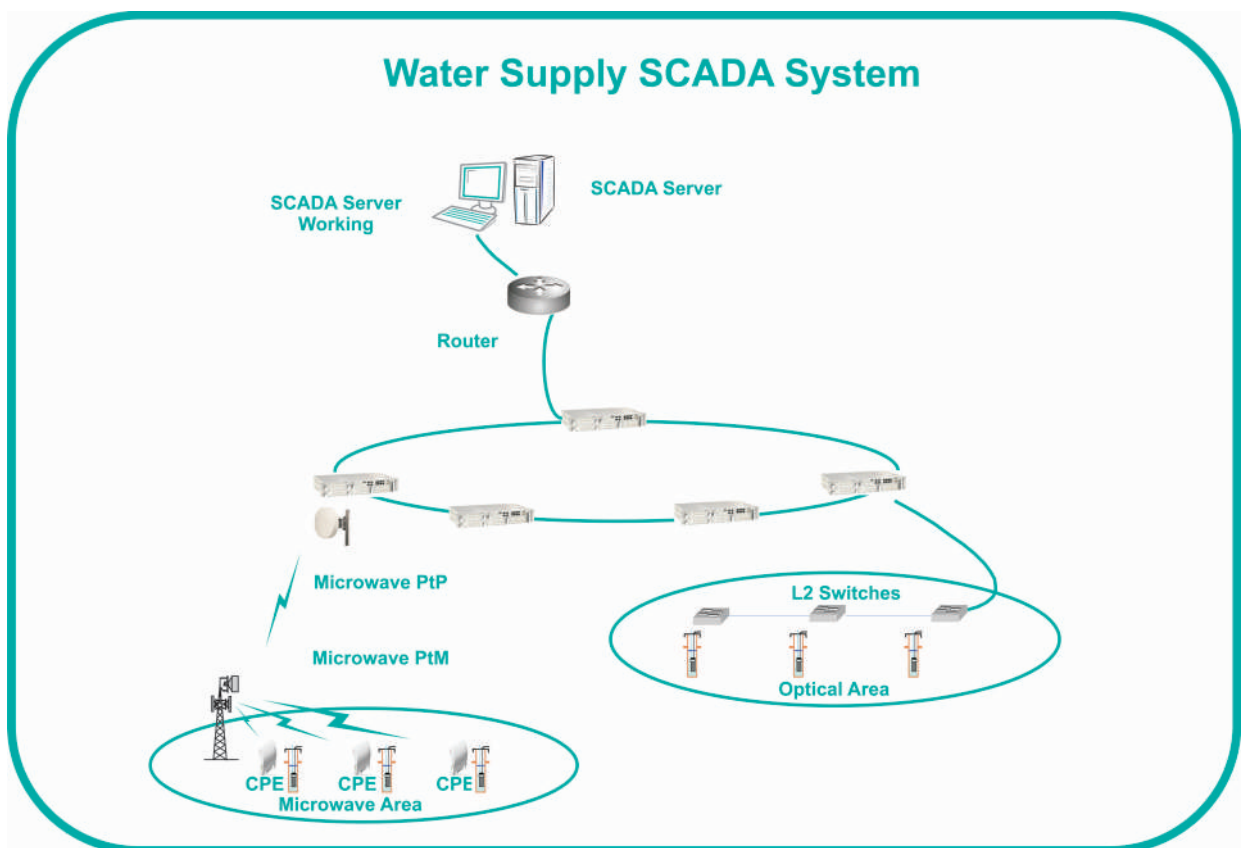 Water Supply SCADA System
SCADA Server
SCADA Server
Working
Router
Microwave PtP
L2 Switches
Microwave PtM
Optical Area
CPE
CPE
CPE
Microwave Area